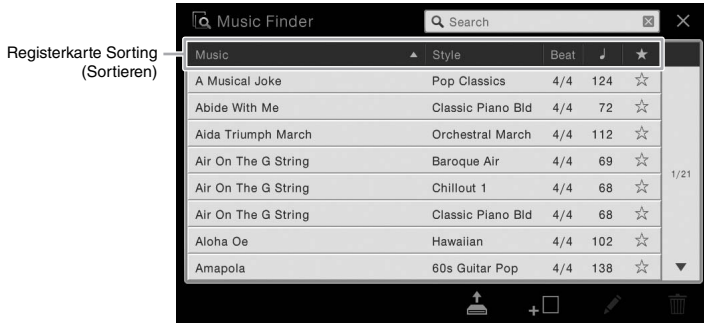 Music Finder
Search
Registerkarte Sorting
(Sortieren)
Music Style Beat
A Musical Joke Pop Classics 4/4 124
Abide With Me Classic Piano Bld 4/4 72
Aida Triumph March Orchestral March 4/4 112
Air On The G String Baroque Air 4/4 69
Air On The G String Chillout 1 4/4 68
Air On The G String Classic Piano Bld 4/4 68
Aloha Oe Hawaiian 4/4 102
Amapola 60s Guitar Pop 4/4 138
1/21